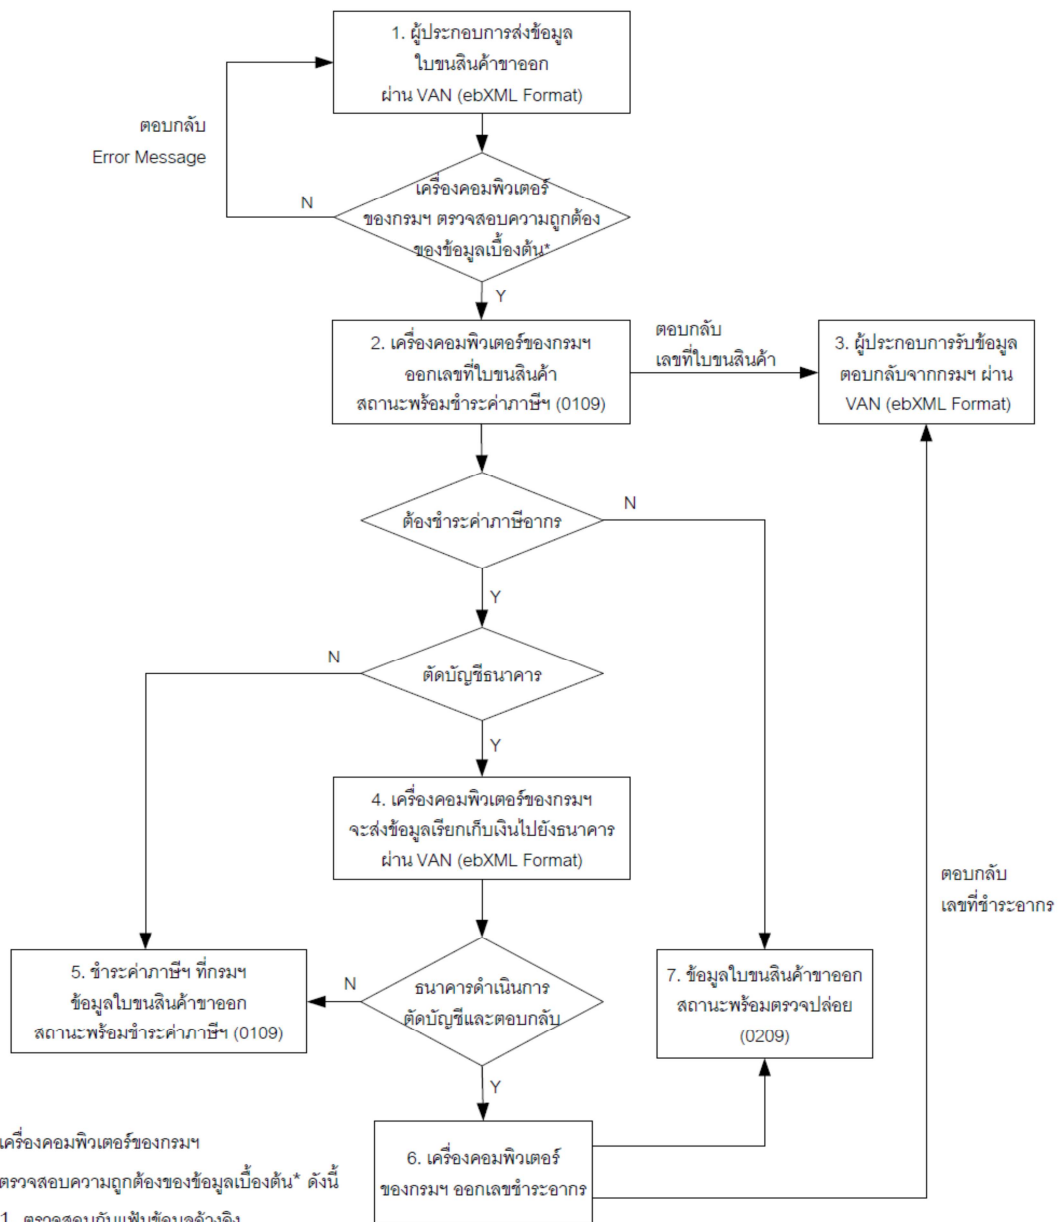 1. ผู้ประกอบการส่งข้อมูล
ใบขนสินค้าขาออก
ผ่าน VAN (ebXML Format)
ตอบกลับ
Error Message
N
เครื่องคอมพิวเตอร์
ของกรมฯ ตรวจสอบความถูกต้อง
ของข้อมูลเบื้องต้น*
Y
2. เครื่องคอมพิวเตอร์ของกรมฯ
ออกเลขที่ใบขนสินค้า
สถานะพร้อมชำระค่าภาษีฯ (0109)
ตอบกลับ
เลขที่ใบขนสินค้า
3. ผู้ประกอบการรับข้อมูล
ตอบกลับจากกรมฯ ผ่าน
VAN (ebXML Format)
ต้องชำระค่าภาษีอากร
N
Y
ตัดบัญชีธนาคาร
N
Y
4. เครื่องคอมพิวเตอร์ของกรมฯ
จะส่งข้อมูลเรียกเก็บเงินไปยังธนาคาร
ผ่าน VAN (ebXML Format)
ตอบกลับ
เลขที่ชำระอากร
5. ชำระค่าภาษีฯ ที่กรมฯ
ข้อมูลใบขนสินค้าขาออก
สถานะพร้อมชำระค่าภาษีฯ (0109)
N
ธนาคารดำเนินการ
ตัดบัญชีและตอบกลับ
7. ข้อมูลใบขนสินค้าขาออก
สถานะพร้อมตรวจปล่อย
(0209)
Y
6. เครื่องคอมพิวเตอร์
ของกรมฯ ออกเลขชำระอากร
เครื่องคอมพิวเตอร์ของกรมฯ
ตรวจสอบความถูกต้องของข้อมูลเบื้องต้น* ดังนี้
1. ตรวจสอบกับแฟ้มข้อมูลอ้างอิง